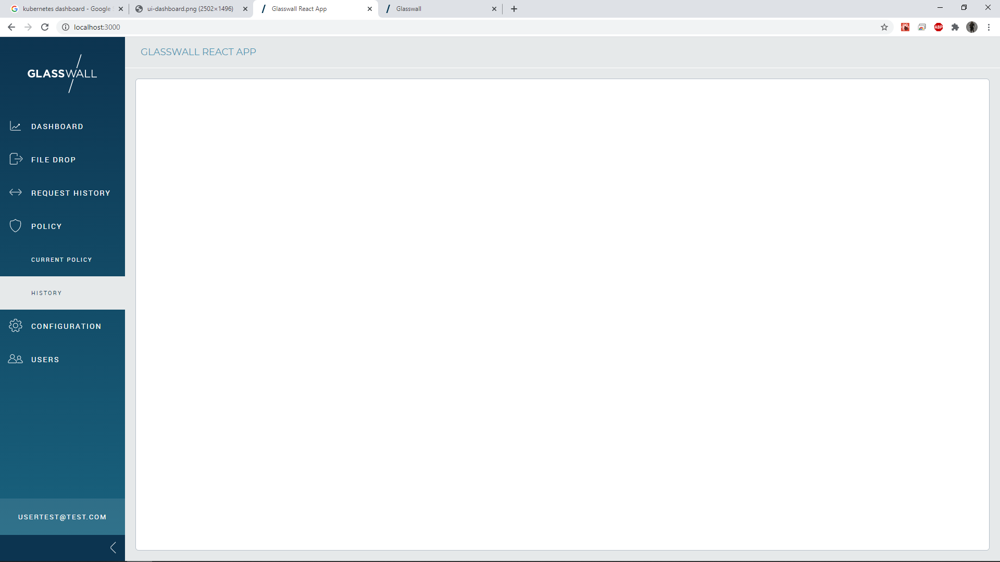 kubernetes dashboard - Google
ui-dashboard.png (2502×1496)
Glasswall React App
Glasswall
localhost:3000
ABP
GLASSWALL
GLASSWALL REACT APP
DASHBOARD
FILE DROP
REQUEST HISTORY
POLICY
CURRENT POLICY
HISTORY
CONFIGURATION
USERS
USERTEST@TEST.COM